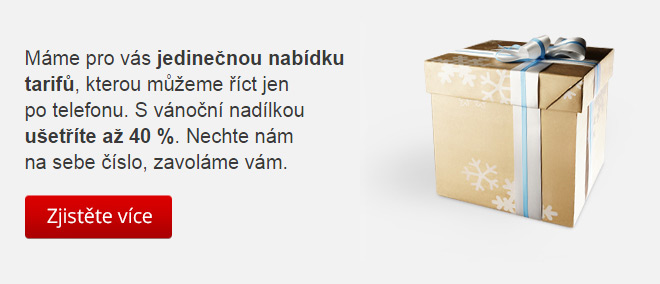 Máme pro vás jedinečnou nabídku
tarifů, kterou můžeme říct jen
po telefonu. S vánoční nadílkou
ušetříte až 40 %. Nechte nám
na sebe číslo, zavoláme vám.
Zjistěte více